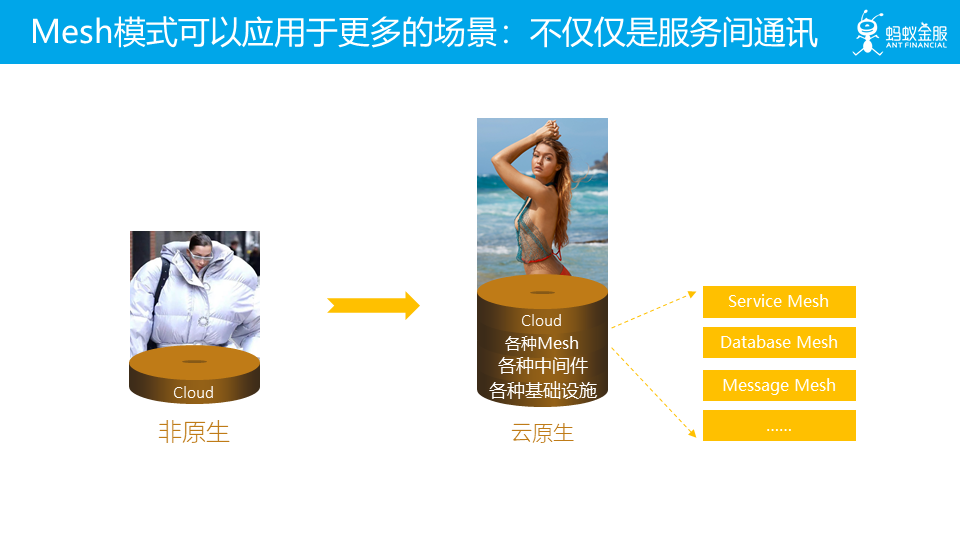 Mesh模式可以应用于更多的场景：不仅仅是服务间通讯
蚂蚁金服
ANT FINANCIAL
Cloud
非原生
Cloud
各种Mesh
各种中间件
各种基础设施
云原生
Service Mesh
Database Mesh
Message Mesh
……